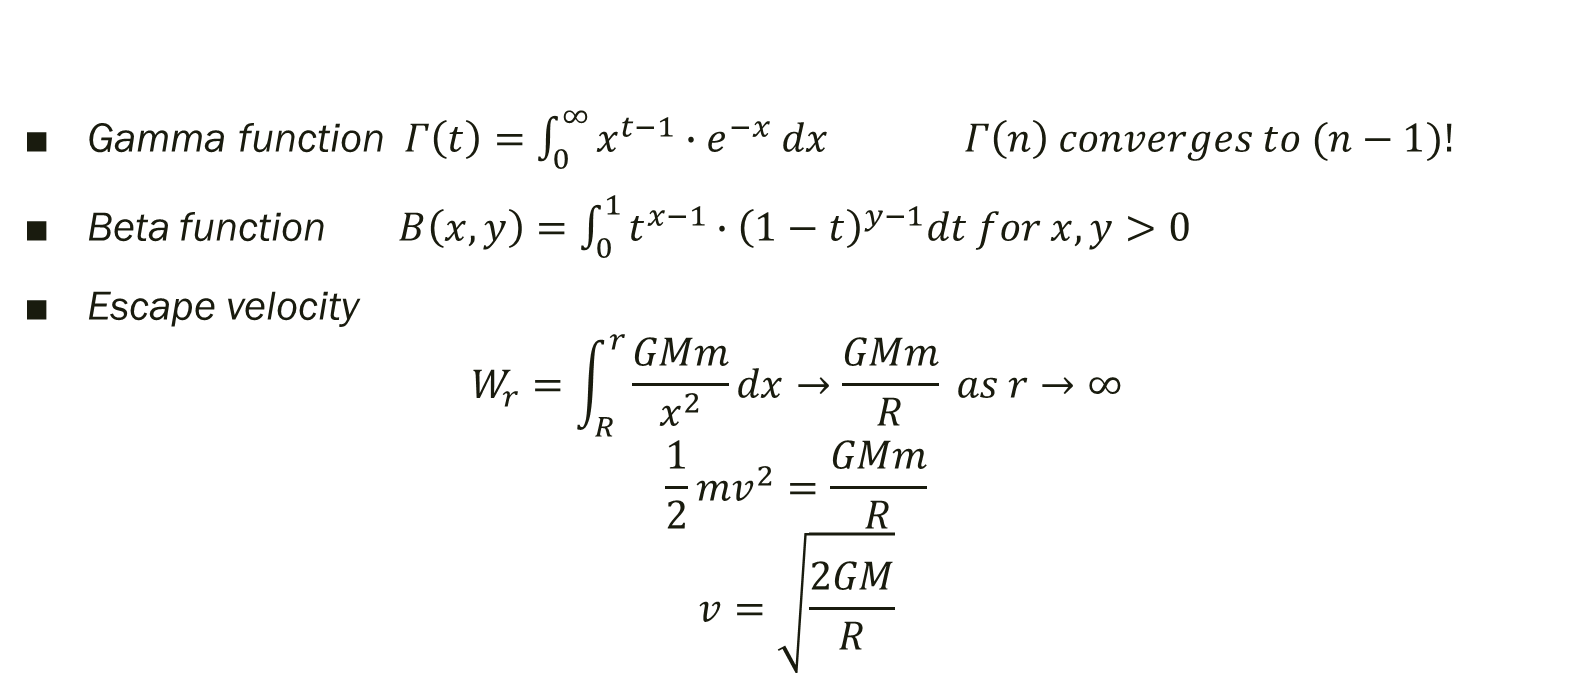 ■ Gamma function Γ(t) = ∫₀^∞ x^{t−1} · e^{−x} dx Γ(n) converges to (n − 1)!
■ Beta function B(x, y) = ∫₀¹ t^{x−1} · (1 − t)^{y−1} dt for x, y > 0
■ Escape velocity
W_r = ∫_R^r GMm/x² dx → GMm/R as r → ∞
1/2 mv² = GMm/R
v = √(2GM/R)